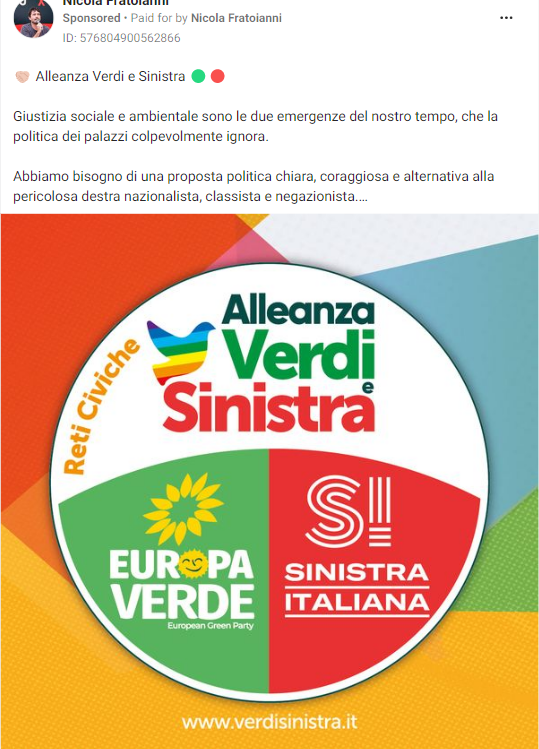 Nicola Fratoianni
Sponsored • Paid for by Nicola Fratoianni
ID: 576804900562866
Alleanza Verdi e Sinistra
Giustizia sociale e ambientale sono le due emergenze del nostro tempo, che la
politica dei palazzi colpevolmente ignora.
Abbiamo bisogno di una proposta politica chiara, coraggiosa e alternativa alla
pericolosa destra nazionalista, classista e negazionista....
Reti Civiche
Alleanza
Verdi
e
Sinistra
EUROPA
VERDE
European Green Party
SI
SINISTRA
ITALIANA
www.verdisinistra.it